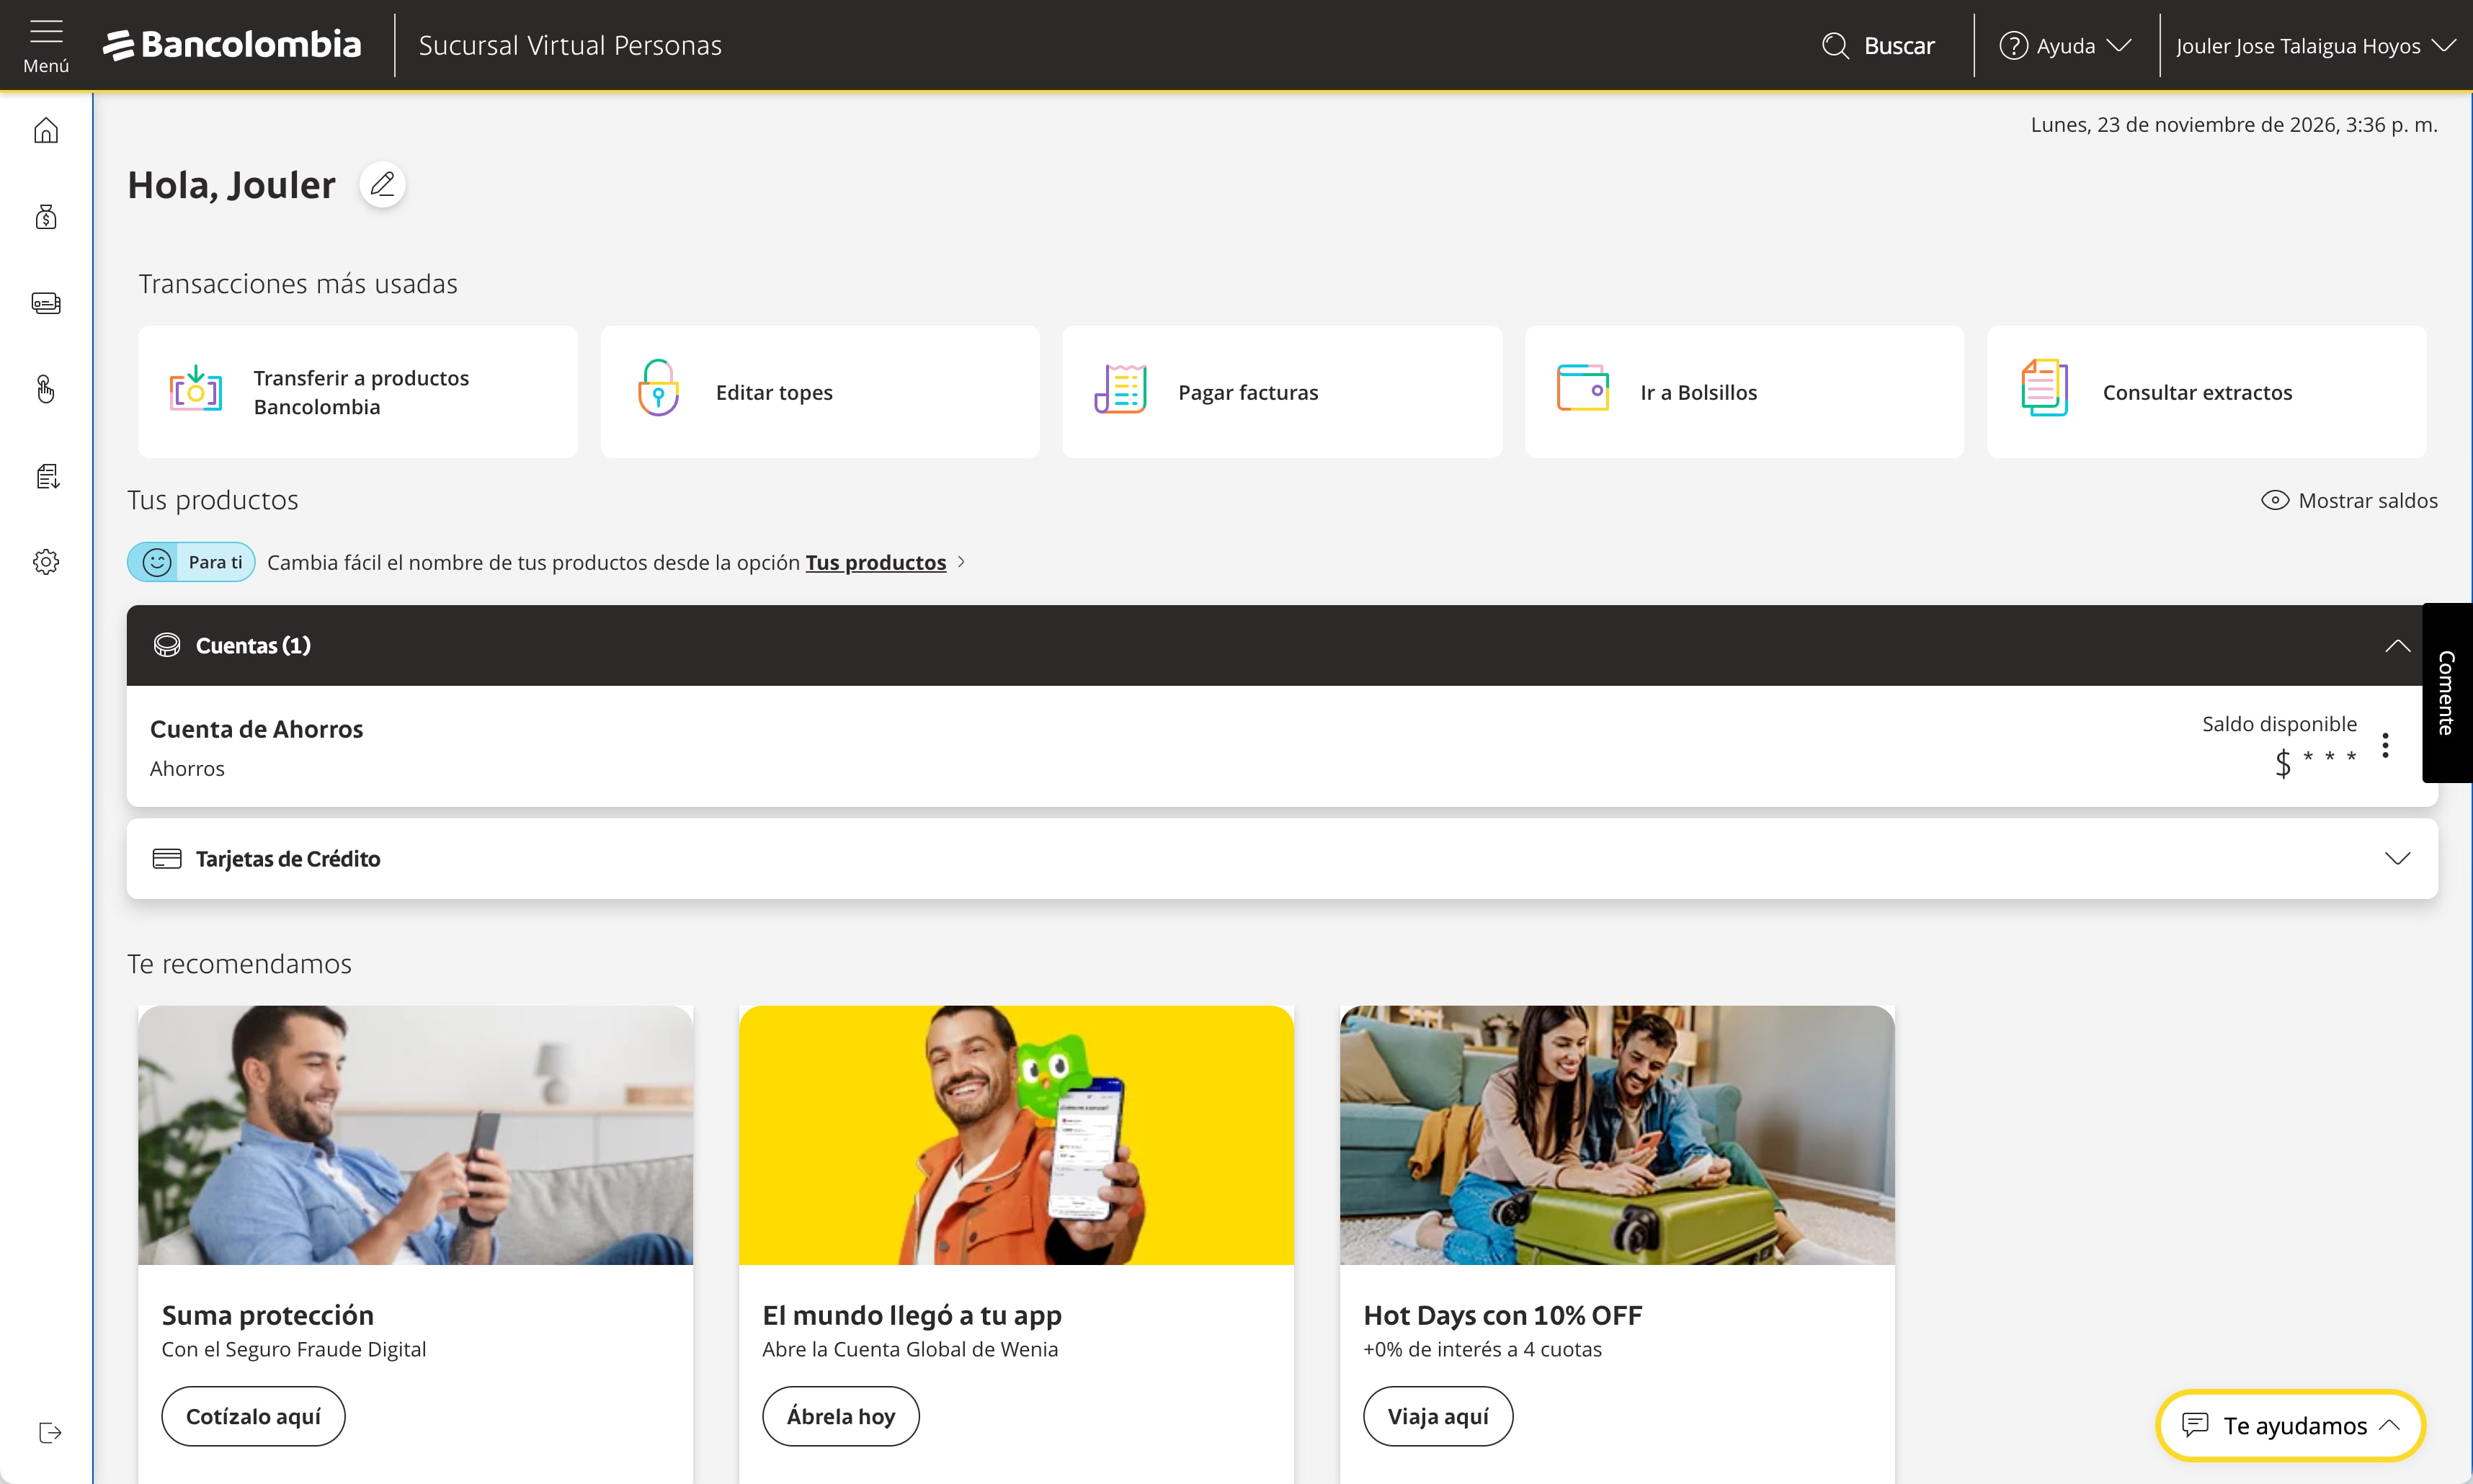 Menú
Bancolombia
Sucursal Virtual Personas
Buscar
Ayuda
Jouler Jose Talaigua Hoyos
Lunes, 23 de noviembre de 2026, 3:36 p. m.
Hola, Jouler
Transacciones más usadas
Transferir a productos
Bancolombia
Editar topes
Pagar facturas
Ir a Bolsillos
Consultar extractos
Tus productos
Mostrar saldos
Para ti
Cambia fácil el nombre de tus productos desde la opción Tus productos
Cuentas (1)
Comente
Cuenta de Ahorros
Ahorros
Saldo disponible
$ * * *
Tarjetas de Crédito
Te recomendamos
Suma protección
Con el Seguro Fraude Digital
Cotízalo aquí
El mundo llegó a tu app
Abre la Cuenta Global de Wenia
Ábrela hoy
Hot Days con 10% OFF
+0% de interés a 4 cuotas
Viaja aquí
Te ayudamos